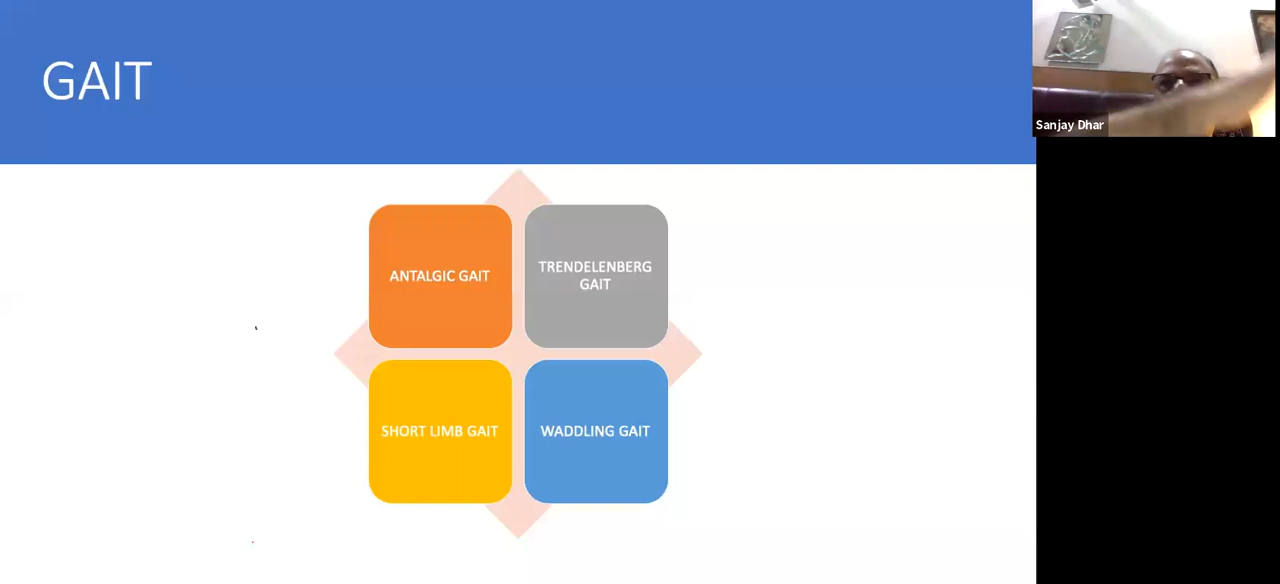 GAIT
Sanjay Dhar
ANTALGIC GAIT
TRENDELENBERG
GAIT
SHORT LIMB GAIT
WADDLING GAIT